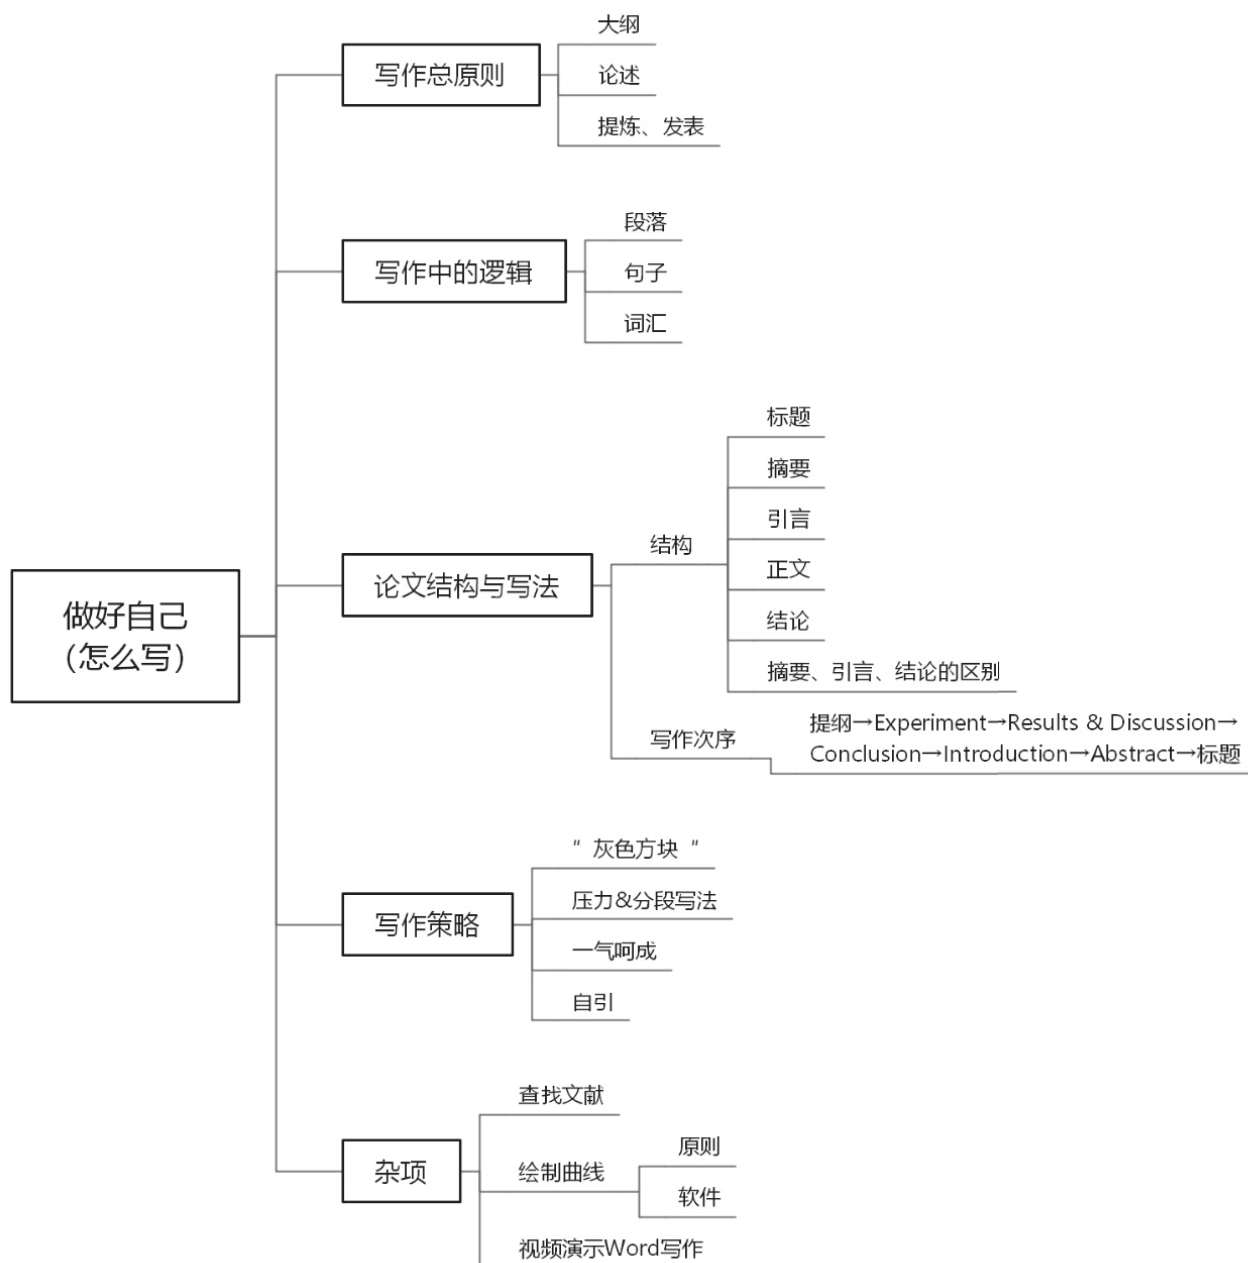 做好自己
（怎么写）
写作总原则
大纲
论述
提炼、发表
写作中的逻辑
段落
句子
词汇
论文结构与写法
结构
标题
摘要
引言
正文
结论
摘要、引言、结论的区别
写作次序
提纲→Experiment→Results & Discussion→
Conclusion→Introduction→Abstract→标题
写作策略
”灰色方块“
压力&分段写法
一气呵成
自引
杂项
查找文献
绘制曲线
原则
软件
视频演示Word写作